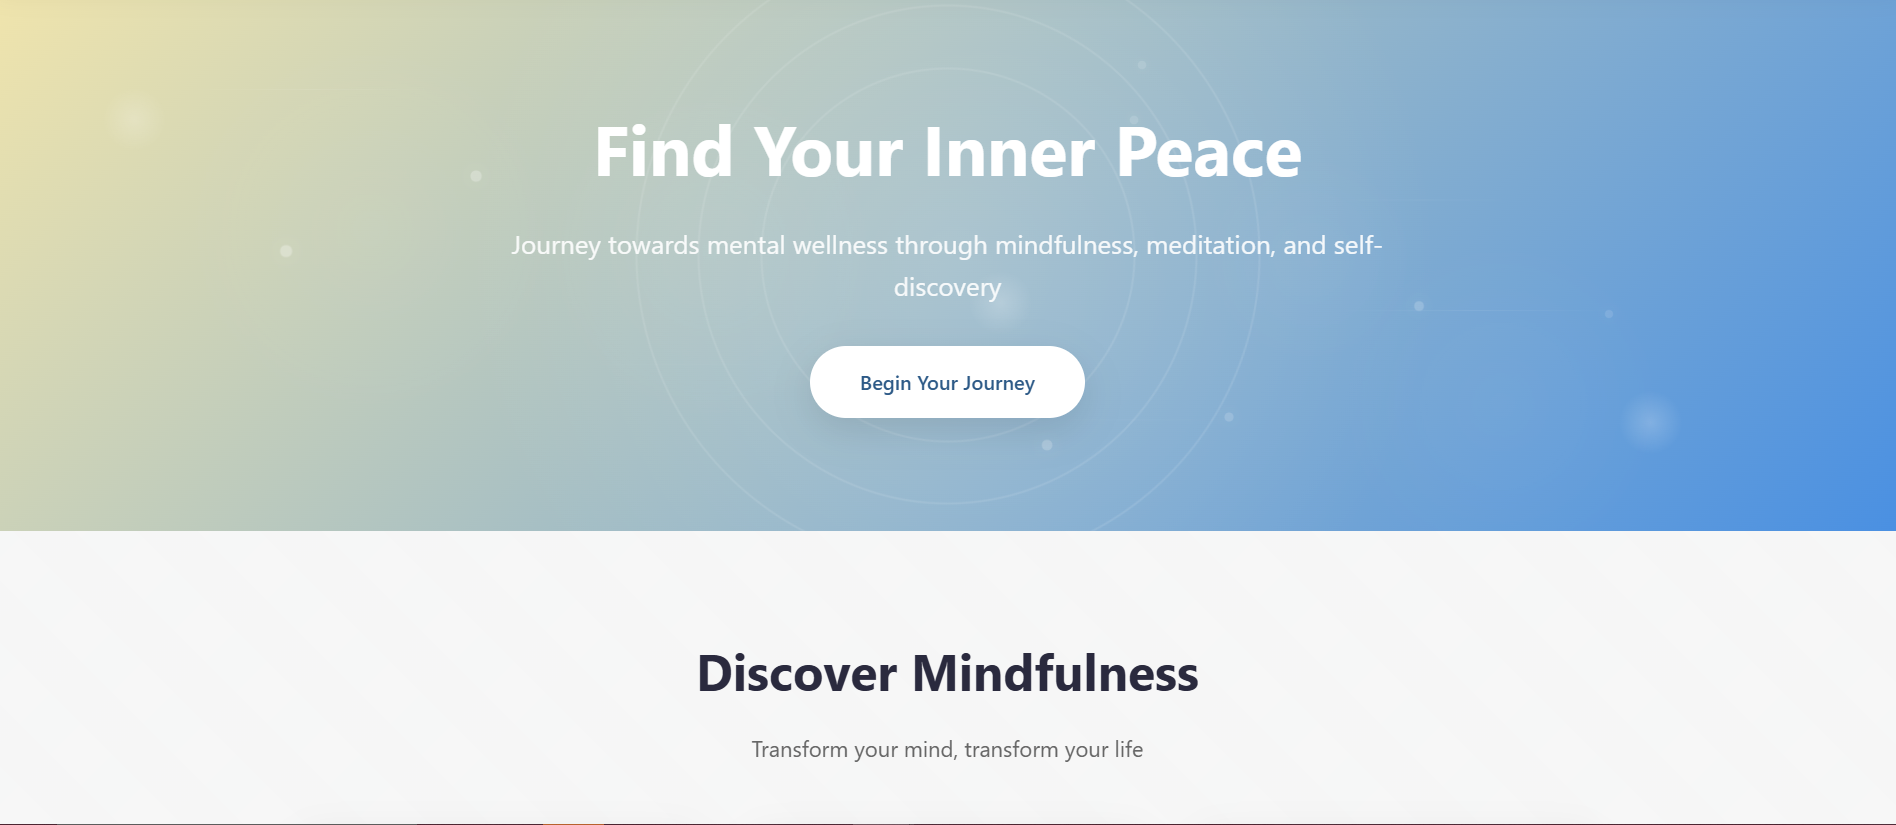 Find Your Inner Peace
Journey towards mental wellness through mindfulness, meditation, and self-
discovery
Begin Your Journey
Discover Mindfulness
Transform your mind, transform your life